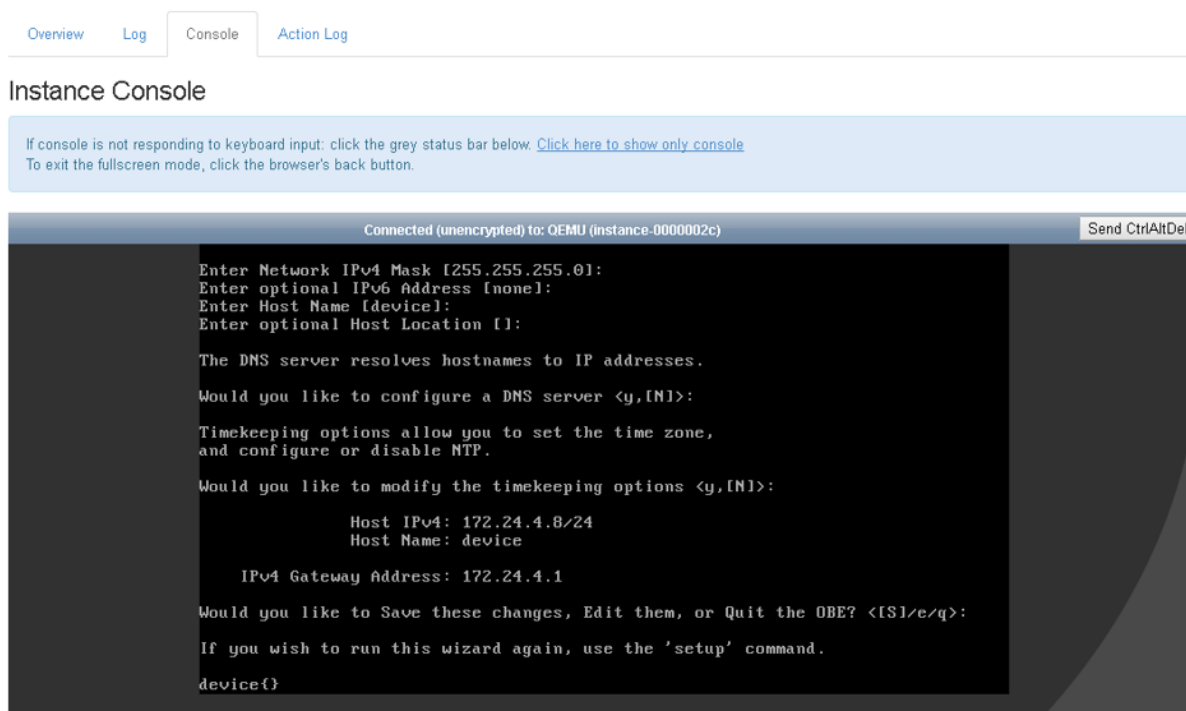 Overview Log Console Action Log
Instance Console
If console is not responding to keyboard input: click the grey status bar below. Click here to show only console
To exit the fullscreen mode, click the browser's back button.
Connected (unencrypted) to: QEMU (instance-0000002c) Send CtrlAltDel
Enter Network IPv4 Mask [255.255.255.0]:
Enter optional IPv6 Address [none]:
Enter Host Name [device]:
Enter optional Host Location []:
The DNS server resolves hostnames to IP addresses.
Would you like to configure a DNS server <y,[N]>:
Timekeeping options allow you to set the time zone,
and configure or disable NTP.
Would you like to modify the timekeeping options <y,[N]>:
Host IPv4: 172.24.4.8/24
Host Name: device
IPv4 Gateway Address: 172.24.4.1
Would you like to Save these changes, Edit them, or Quit the OBE? <[S]/e/q>:
If you wish to run this wizard again, use the 'setup' command.
device{}